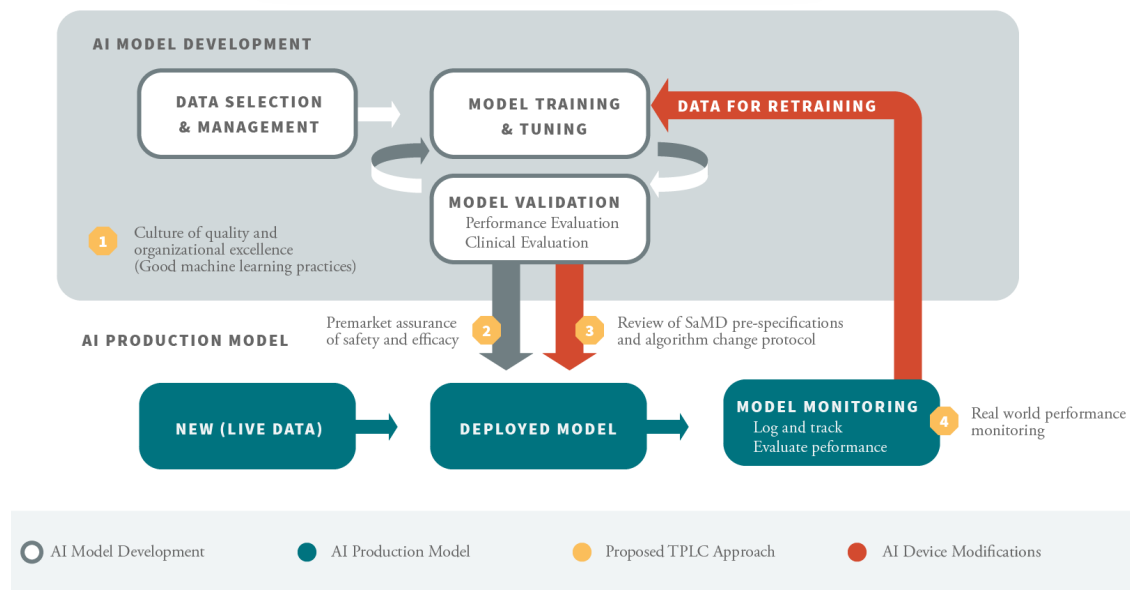 AI MODEL DEVELOPMENT
DATA SELECTION
& MANAGEMENT
MODEL TRAINING
& TUNING
DATA FOR RETRAINING
MODEL VALIDATION
Performance Evaluation
Clinical Evaluation
1
Culture of quality and
organizational excellence
(Good machine learning practices)
AI PRODUCTION MODEL
Premarket assurance
of safety and efficacy
2
3
Review of SaMD pre-specifications
and algorithm change protocol
NEW (LIVE DATA)
DEPLOYED MODEL
MODEL MONITORING
Log and track
Evaluate peformance
4
Real world performance
monitoring
AI Model Development
AI Production Model
Proposed TPLC Approach
AI Device Modifications